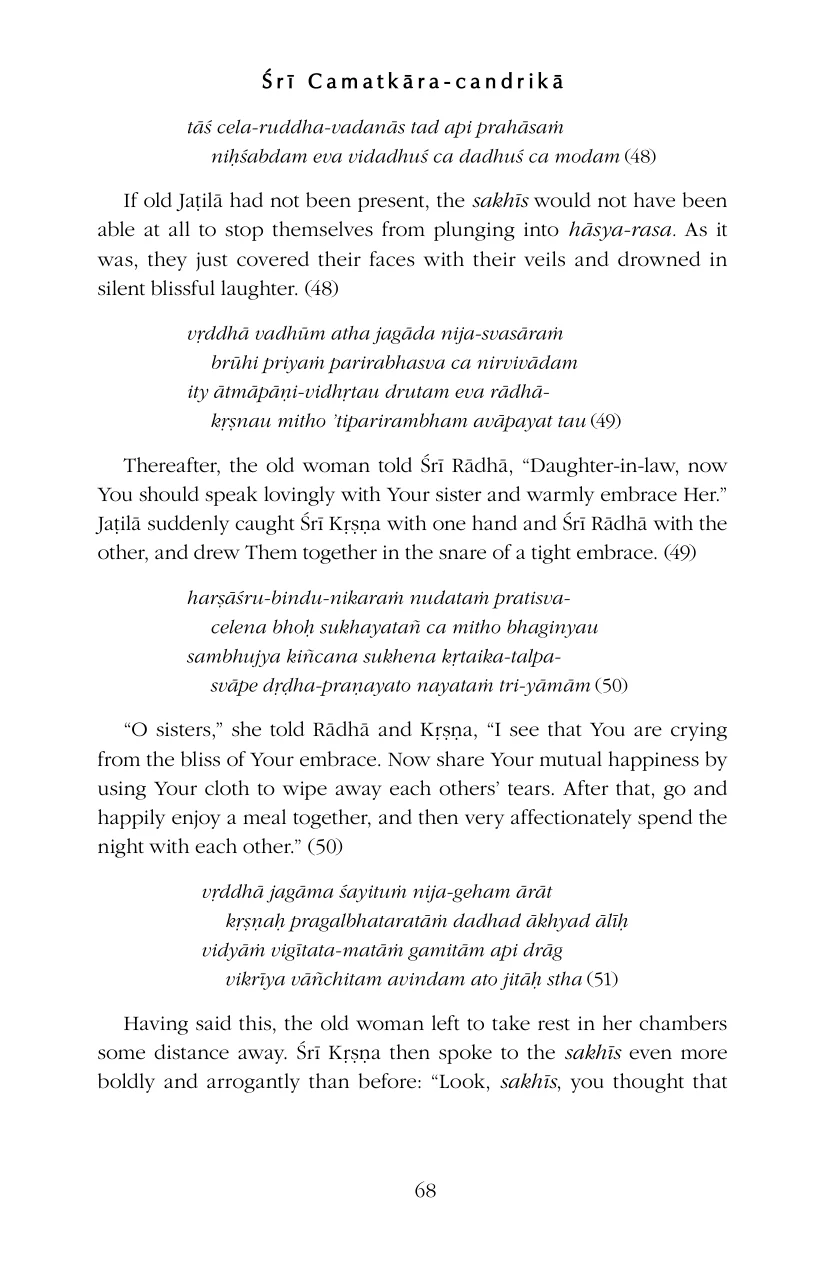 Śrī Camatkāra-candrikā
tāś cela-ruddha-vadanās tad api prahāsaṁ
niḥśabdam eva vidadhuś ca dadhuś ca modam (48)
If old Jaṭilā had not been present, the sakhīs would not have been
able at all to stop themselves from plunging into hāsya-rasa. As it
was, they just covered their faces with their veils and drowned in
silent blissful laughter. (48)
vṛddhā vadhūm atha jagāda nija-svasāraṁ
brūhi priyaṁ parirabhasva ca nirvivādam
ity ātmāpāṇi-vidhṛtau drutam eva rādhā-
kṛṣnau mitho ’tiparirambham avāpayat tau (49)
Thereafter, the old woman told Śrī Rādhā, “Daughter-in-law, now
You should speak lovingly with Your sister and warmly embrace Her.”
Jaṭilā suddenly caught Śrī Kṛṣṇa with one hand and Śrī Rādhā with the
other, and drew Them together in the snare of a tight embrace. (49)
harṣāśru-bindu-nikaraṁ nudataṁ pratisva-
celena bhoḥ sukhayatañ ca mitho bhaginyau
sambhujya kiñcana sukhena kṛtaika-talpa-
svāpe dṛḍha-praṇayato nayataṁ tri-yāmām (50)
“O sisters,” she told Rādhā and Kṛṣṇa, “I see that You are crying
from the bliss of Your embrace. Now share Your mutual happiness by
using Your cloth to wipe away each others’ tears. After that, go and
happily enjoy a meal together, and then very affectionately spend the
night with each other.” (50)
vṛddhā jagāma śayituṁ nija-geham ārāt
kṛṣṇaḥ pragalbhataratāṁ dadhad ākhyad ālīḥ
vidyāṁ vigītata-matāṁ gamitām api drāg
vikrīya vāñchitam avindam ato jitāḥ stha (51)
Having said this, the old woman left to take rest in her chambers
some distance away. Śrī Kṛṣṇa then spoke to the sakhīs even more
boldly and arrogantly than before: “Look, sakhīs, you thought that
68